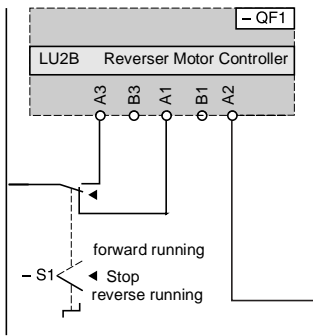 – QF1
LU2B Reverser Motor Controller
A3 B3 A1 B1 A2
forward running
– S1 Stop
reverse running